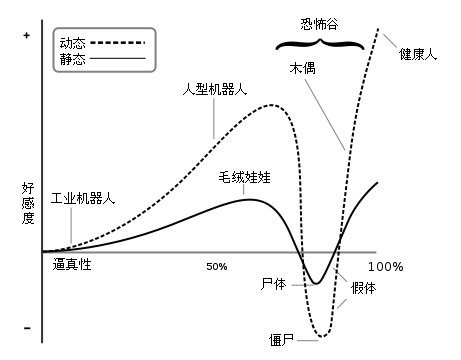 恐怖谷
+
动态
静态
健康人
木偶
人型机器人
毛绒娃娃
好感度
工业机器人
逼真性
50%
100%
尸体
假体
–
僵尸